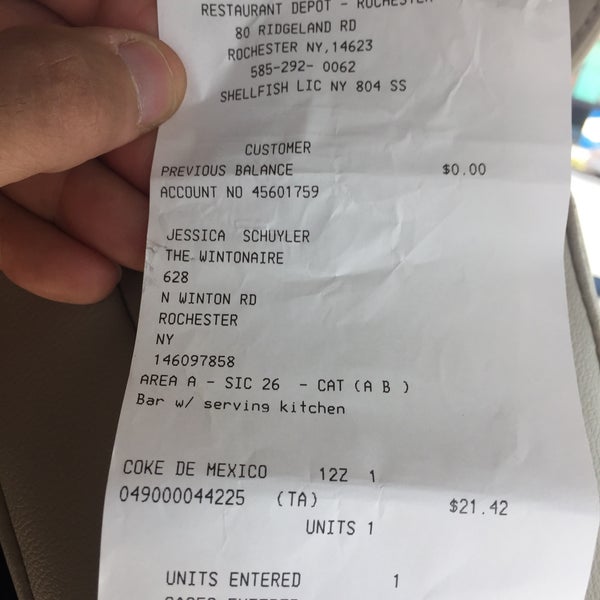 RESTAURANT DEPOT - ROCHESTER
80 RIDGELAND RD
ROCHESTER NY,14623
585-292- 0062
SHELLFISH LIC NY 804 SS
CUSTOMER
PREVIOUS BALANCE $0.00
ACCOUNT NO 45601759
JESSICA SCHUYLER
THE WINTONAIRE
628
N WINTON RD
ROCHESTER
NY
146097858
AREA A - SIC 26 - CAT (A B )
Bar w/ serving kitchen
COKE DE MEXICO 12Z 1
049000044225 (TA) $21.42
UNITS 1
UNITS ENTERED 1